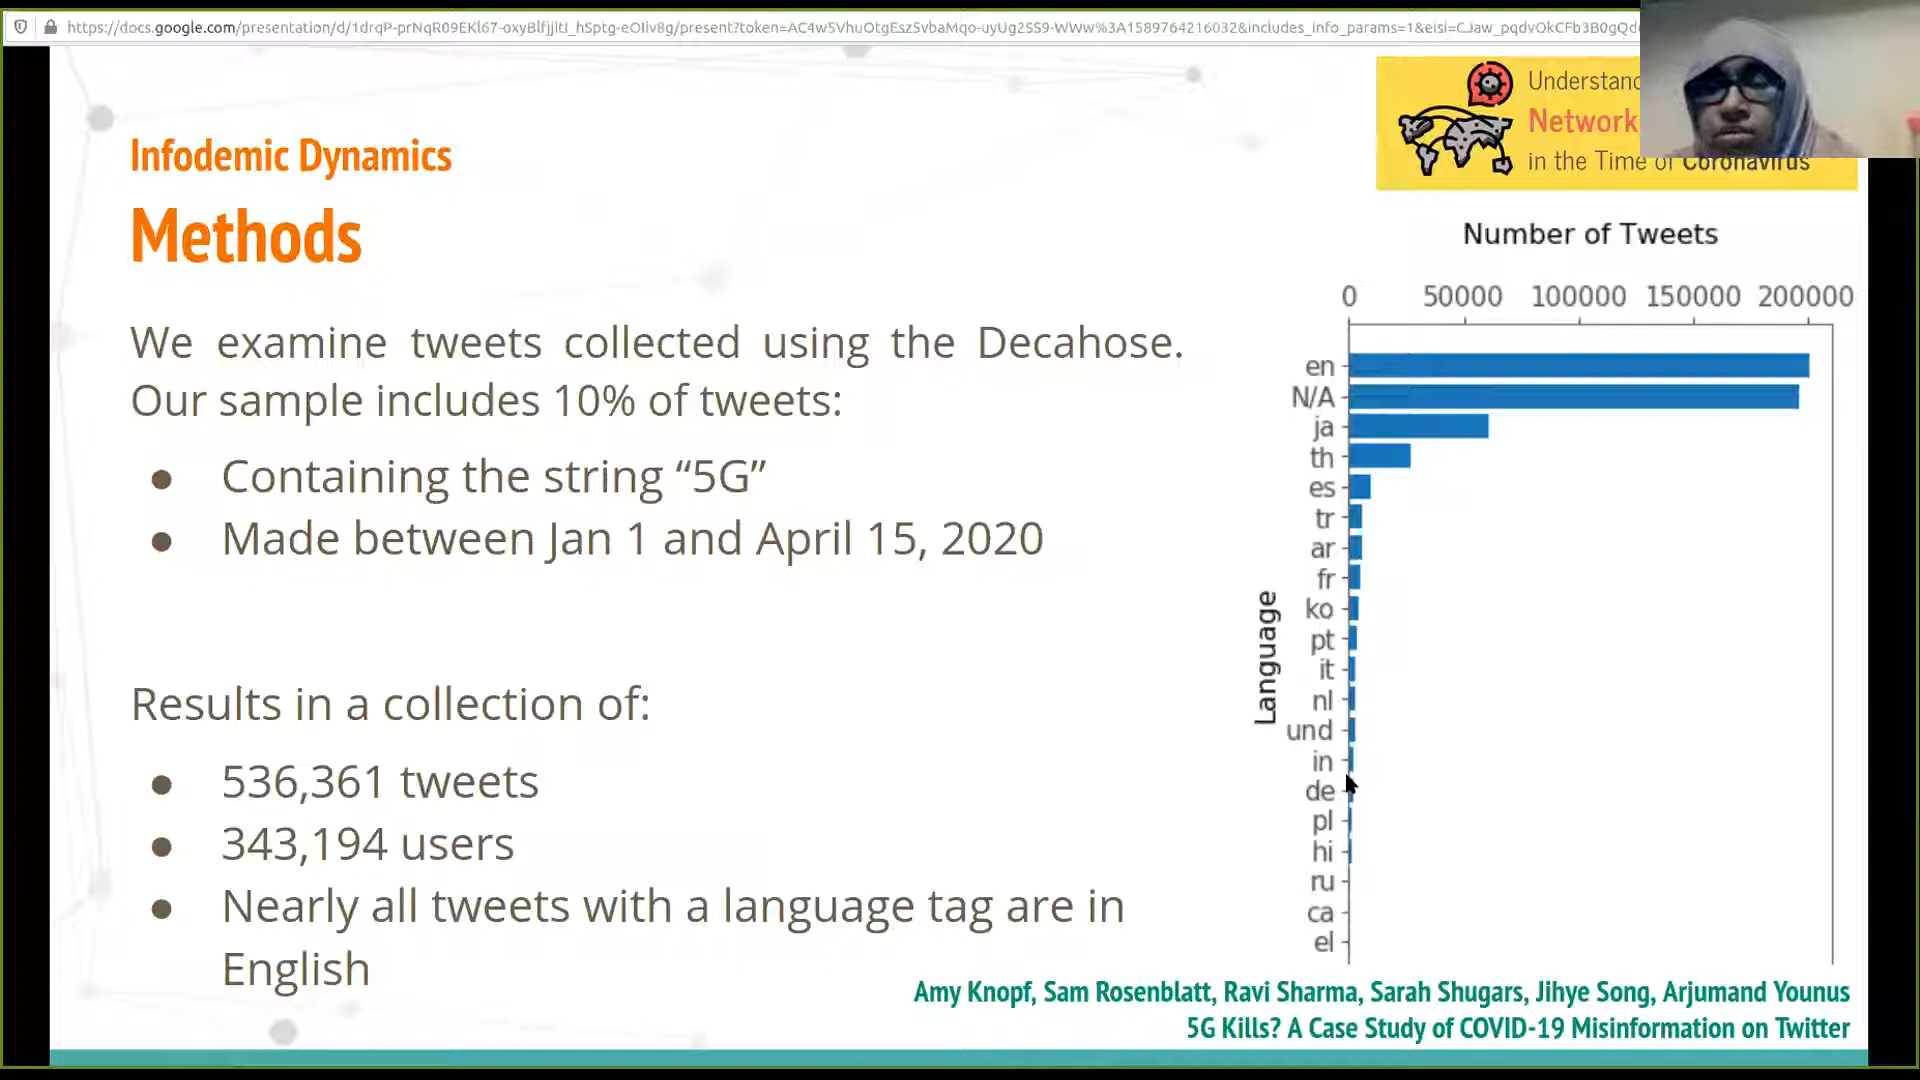 https://docs.google.com/presentation/d/1drqP-prNqR09EKl67-oxyBlfjjitI_hSptg-eOIiv8g/present?token=AC4w5VhuOtgEsz5vbaMqo-uyUg2SS9-WWw%3A1589764216032&includes_info_params=1&eisi=CJaw_pqdvOkCFb3B0gQd
Understand
Network
in the Time of Coronavirus
Infodemic Dynamics
Methods
We examine tweets collected using the Decahose.
Our sample includes 10% of tweets:
● Containing the string “5G”
● Made between Jan 1 and April 15, 2020
Results in a collection of:
● 536,361 tweets
● 343,194 users
● Nearly all tweets with a language tag are in
English
Number of Tweets
0 50000 100000 150000 200000
Language
en
N/A
ja
th
es
tr
ar
fr
ko
pt
it
nl
und
in
de
pl
hi
ru
ca
el
Amy Knopf, Sam Rosenblatt, Ravi Sharma, Sarah Shugars, Jihye Song, Arjumand Younus
5G Kills? A Case Study of COVID-19 Misinformation on Twitter